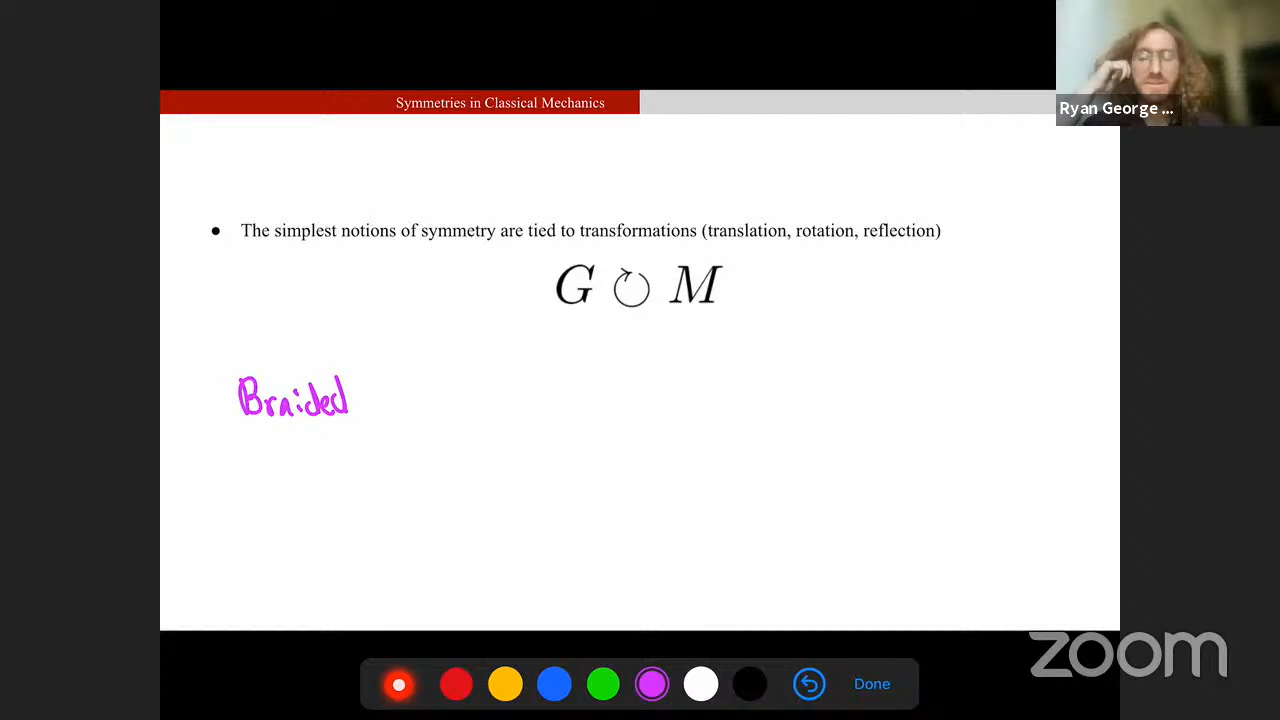 Symmetries in Classical Mechanics
Ryan George ...
● The simplest notions of symmetry are tied to transformations (translation, rotation, reflection)
G ↻ M
Braided
zoom
Done